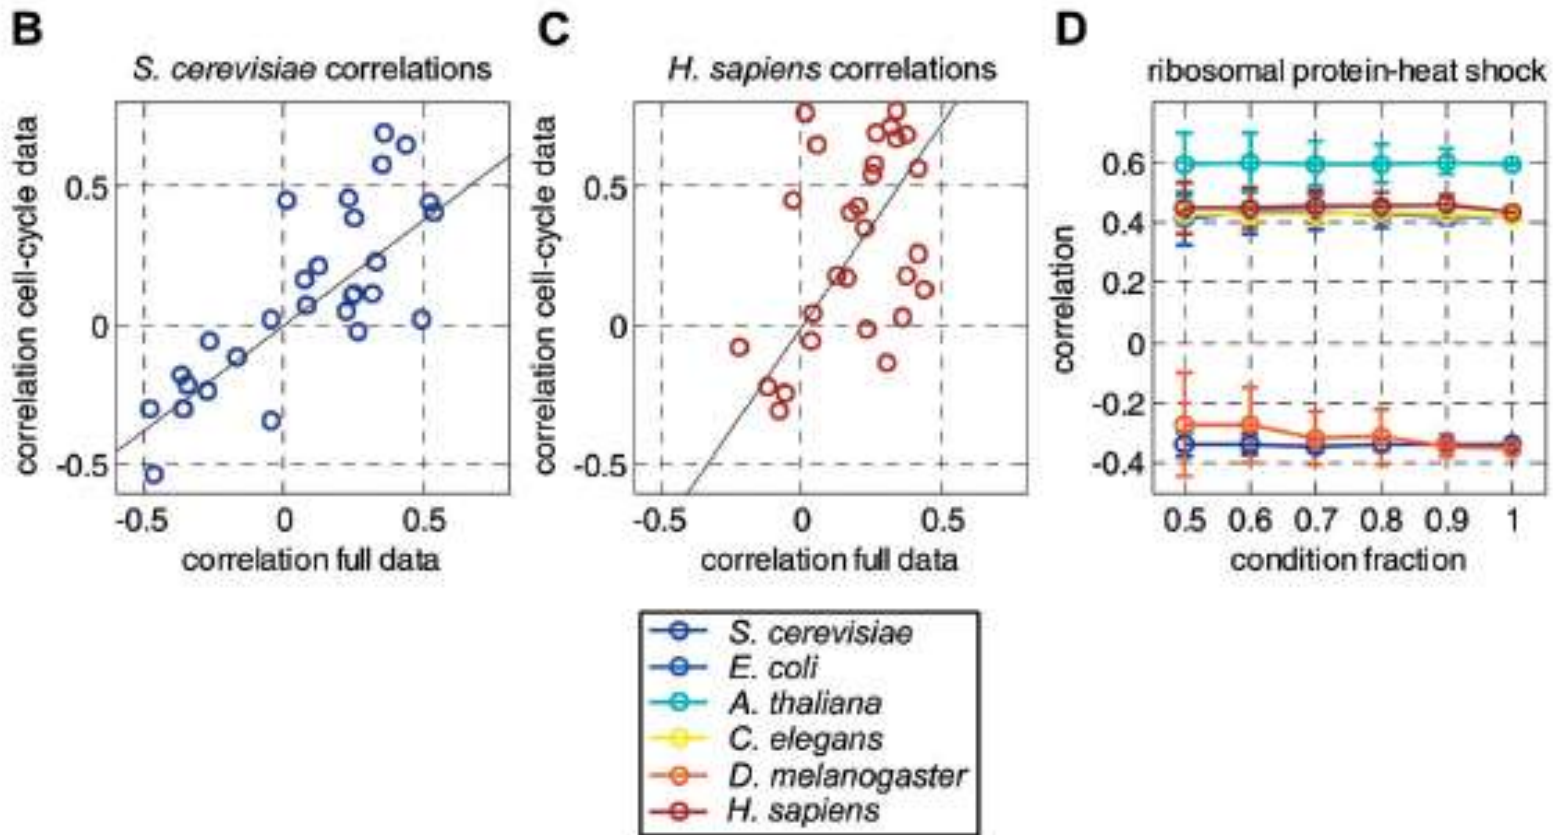 B
S. cerevisiae correlations
correlation cell-cycle data
0.5
0
-0.5
-0.5 0 0.5
correlation full data
C
H. sapiens correlations
correlation cell-cycle data
0.5
0
-0.5
-0.5 0 0.5
correlation full data
D
ribosomal protein-heat shock
correlation
0.6
0.4
0.2
0
-0.2
-0.4
0.5 0.6 0.7 0.8 0.9 1
condition fraction
S. cerevisiae
E. coli
A. thaliana
C. elegans
D. melanogaster
H. sapiens